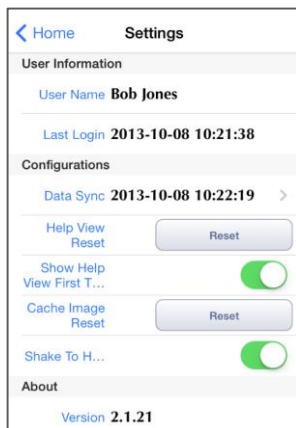 Home Settings
User Information
User Name Bob Jones
Last Login 2013-10-08 10:21:38
Configurations
Data Sync 2013-10-08 10:22:19
Help View
Reset Reset
Show Help
View First T...
Cache Image
Reset Reset
Shake To H...
About
Version 2.1.21